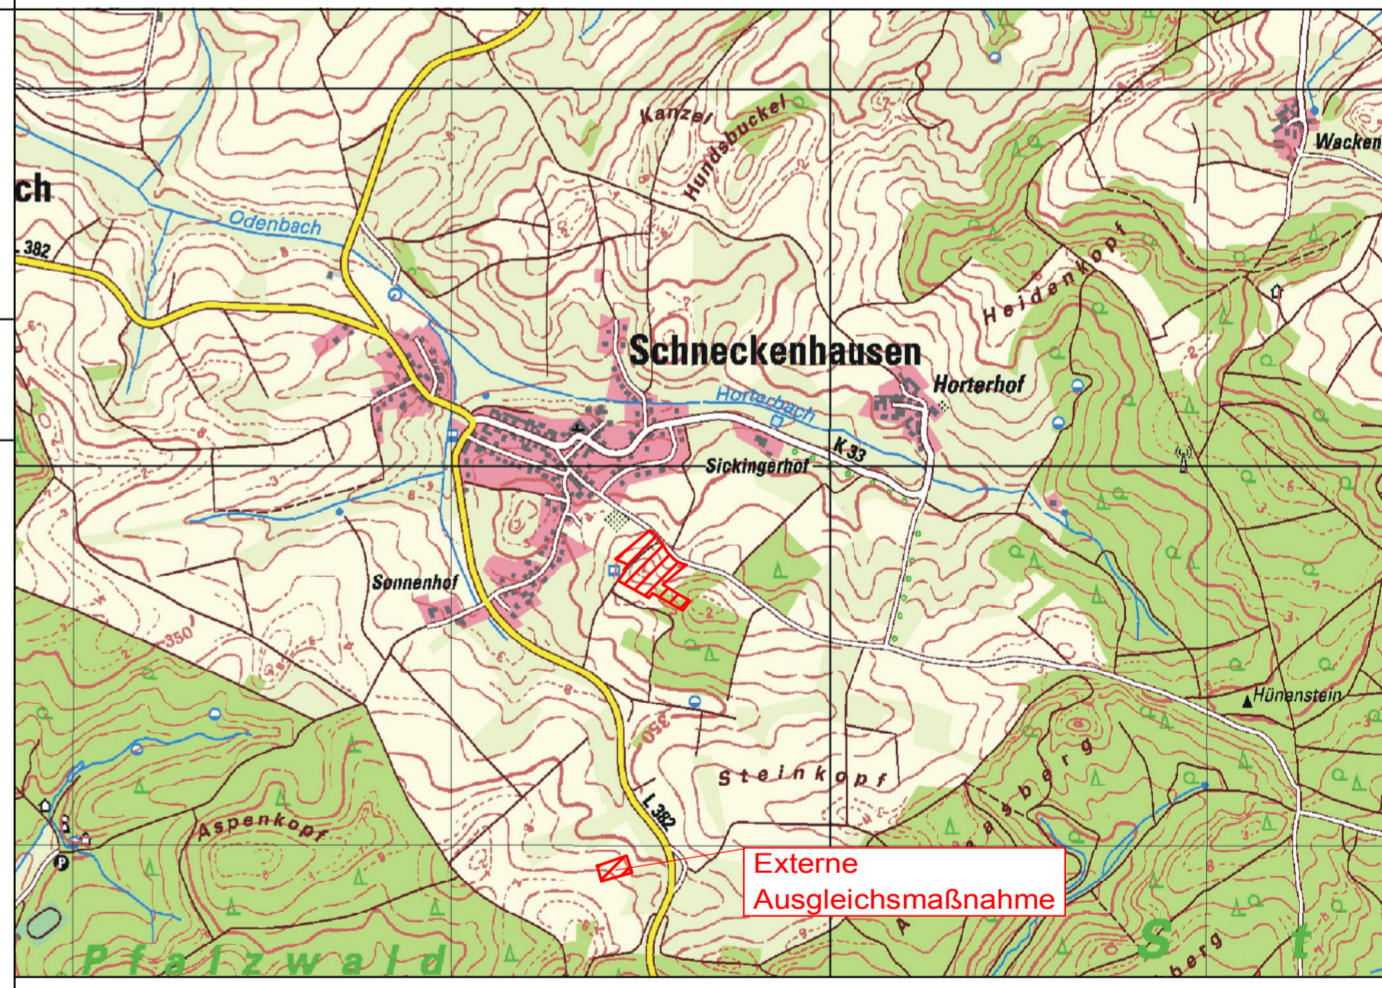 Kanzel
Hundsbuckel
Wacken
ch
Odenbach
L 382
Heidenkopf
Schneckenhausen
Horterhof
Horterbach
K 33
Sickingerhof
Sonnenhof
350
Hünenstein
350
Steinkopf
L 382
Aspenkopf
Externe
Ausgleichsmaßnahme
P
Pfalzwald
S t
berg